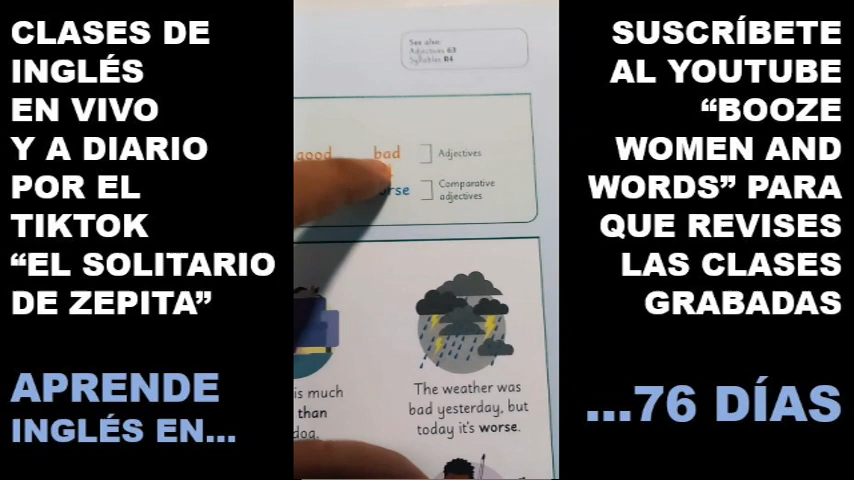 CLASES DE
INGLÉS
EN VIVO
Y A DIARIO
POR EL
TIKTOK
“EL SOLITARIO
DE ZEPITA”
APRENDE
INGLÉS EN...
See also:
Adjectives 63
Syllables R4
good bad Adjectives
Comparative
adjectives
is much
than
dog.
The weather was
bad yesterday, but
today it's worse.
SUSCRÍBETE
AL YOUTUBE
“BOOZE
WOMEN AND
WORDS” PARA
QUE REVISES
LAS CLASES
GRABADAS
...76 DÍAS